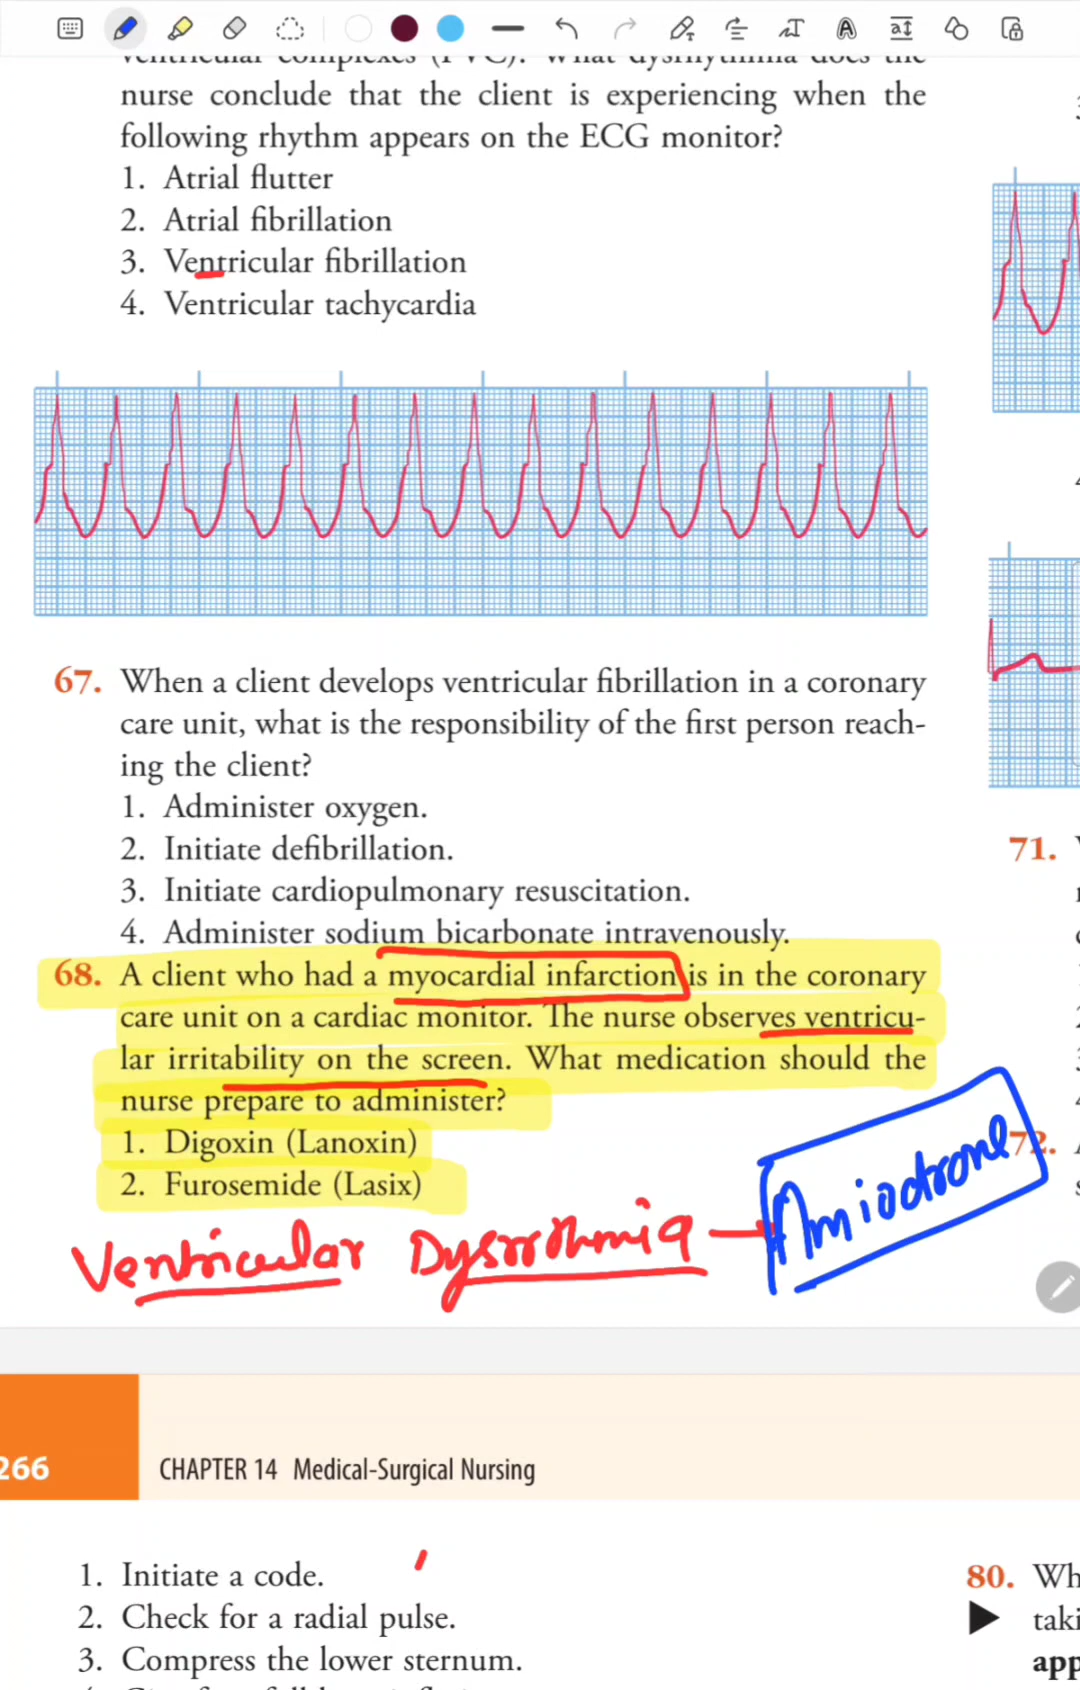 nurse conclude that the client is experiencing when the
following rhythm appears on the ECG monitor?
1. Atrial flutter
2. Atrial fibrillation
3. Ventricular fibrillation
4. Ventricular tachycardia
67. When a client develops ventricular fibrillation in a coronary
care unit, what is the responsibility of the first person reach-
ing the client?
1. Administer oxygen.
2. Initiate defibrillation.
3. Initiate cardiopulmonary resuscitation.
4. Administer sodium bicarbonate intravenously.
68. A client who had a myocardial infarction is in the coronary
care unit on a cardiac monitor. The nurse observes ventricu-
lar irritability on the screen. What medication should the
nurse prepare to administer?
1. Digoxin (Lanoxin)
2. Furosemide (Lasix)
Ventricular Dysrrthmia
Amiodrone
71.
72.
266
CHAPTER 14 Medical-Surgical Nursing
1. Initiate a code.
2. Check for a radial pulse.
3. Compress the lower sternum.
80. Wh
taki
app